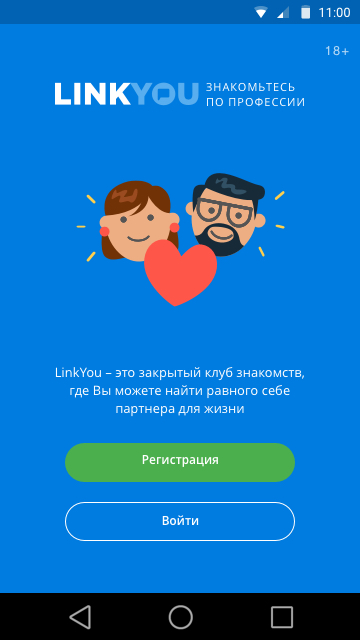 11:00
18+
LINKYOU
ЗНАКОМЬТЕСЬ
ПО ПРОФЕССИИ
LinkYou – это закрытый клуб знакомств,
где Вы можете найти равного себе
партнера для жизни
Регистрация
Войти